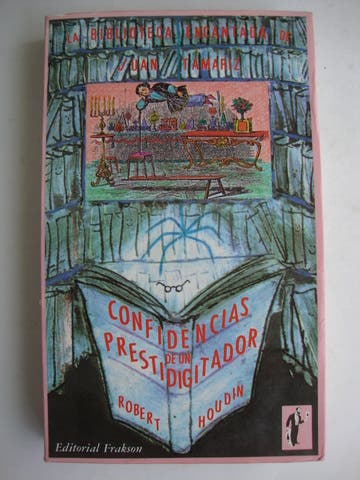 LA BIBLIOTECA ENCANTADA DE
JUAN TAMARIZ
CONFIDENCIAS
DE UN
PRESTIDIGITADOR
ROBERT HOUDIN
Editorial Frakson